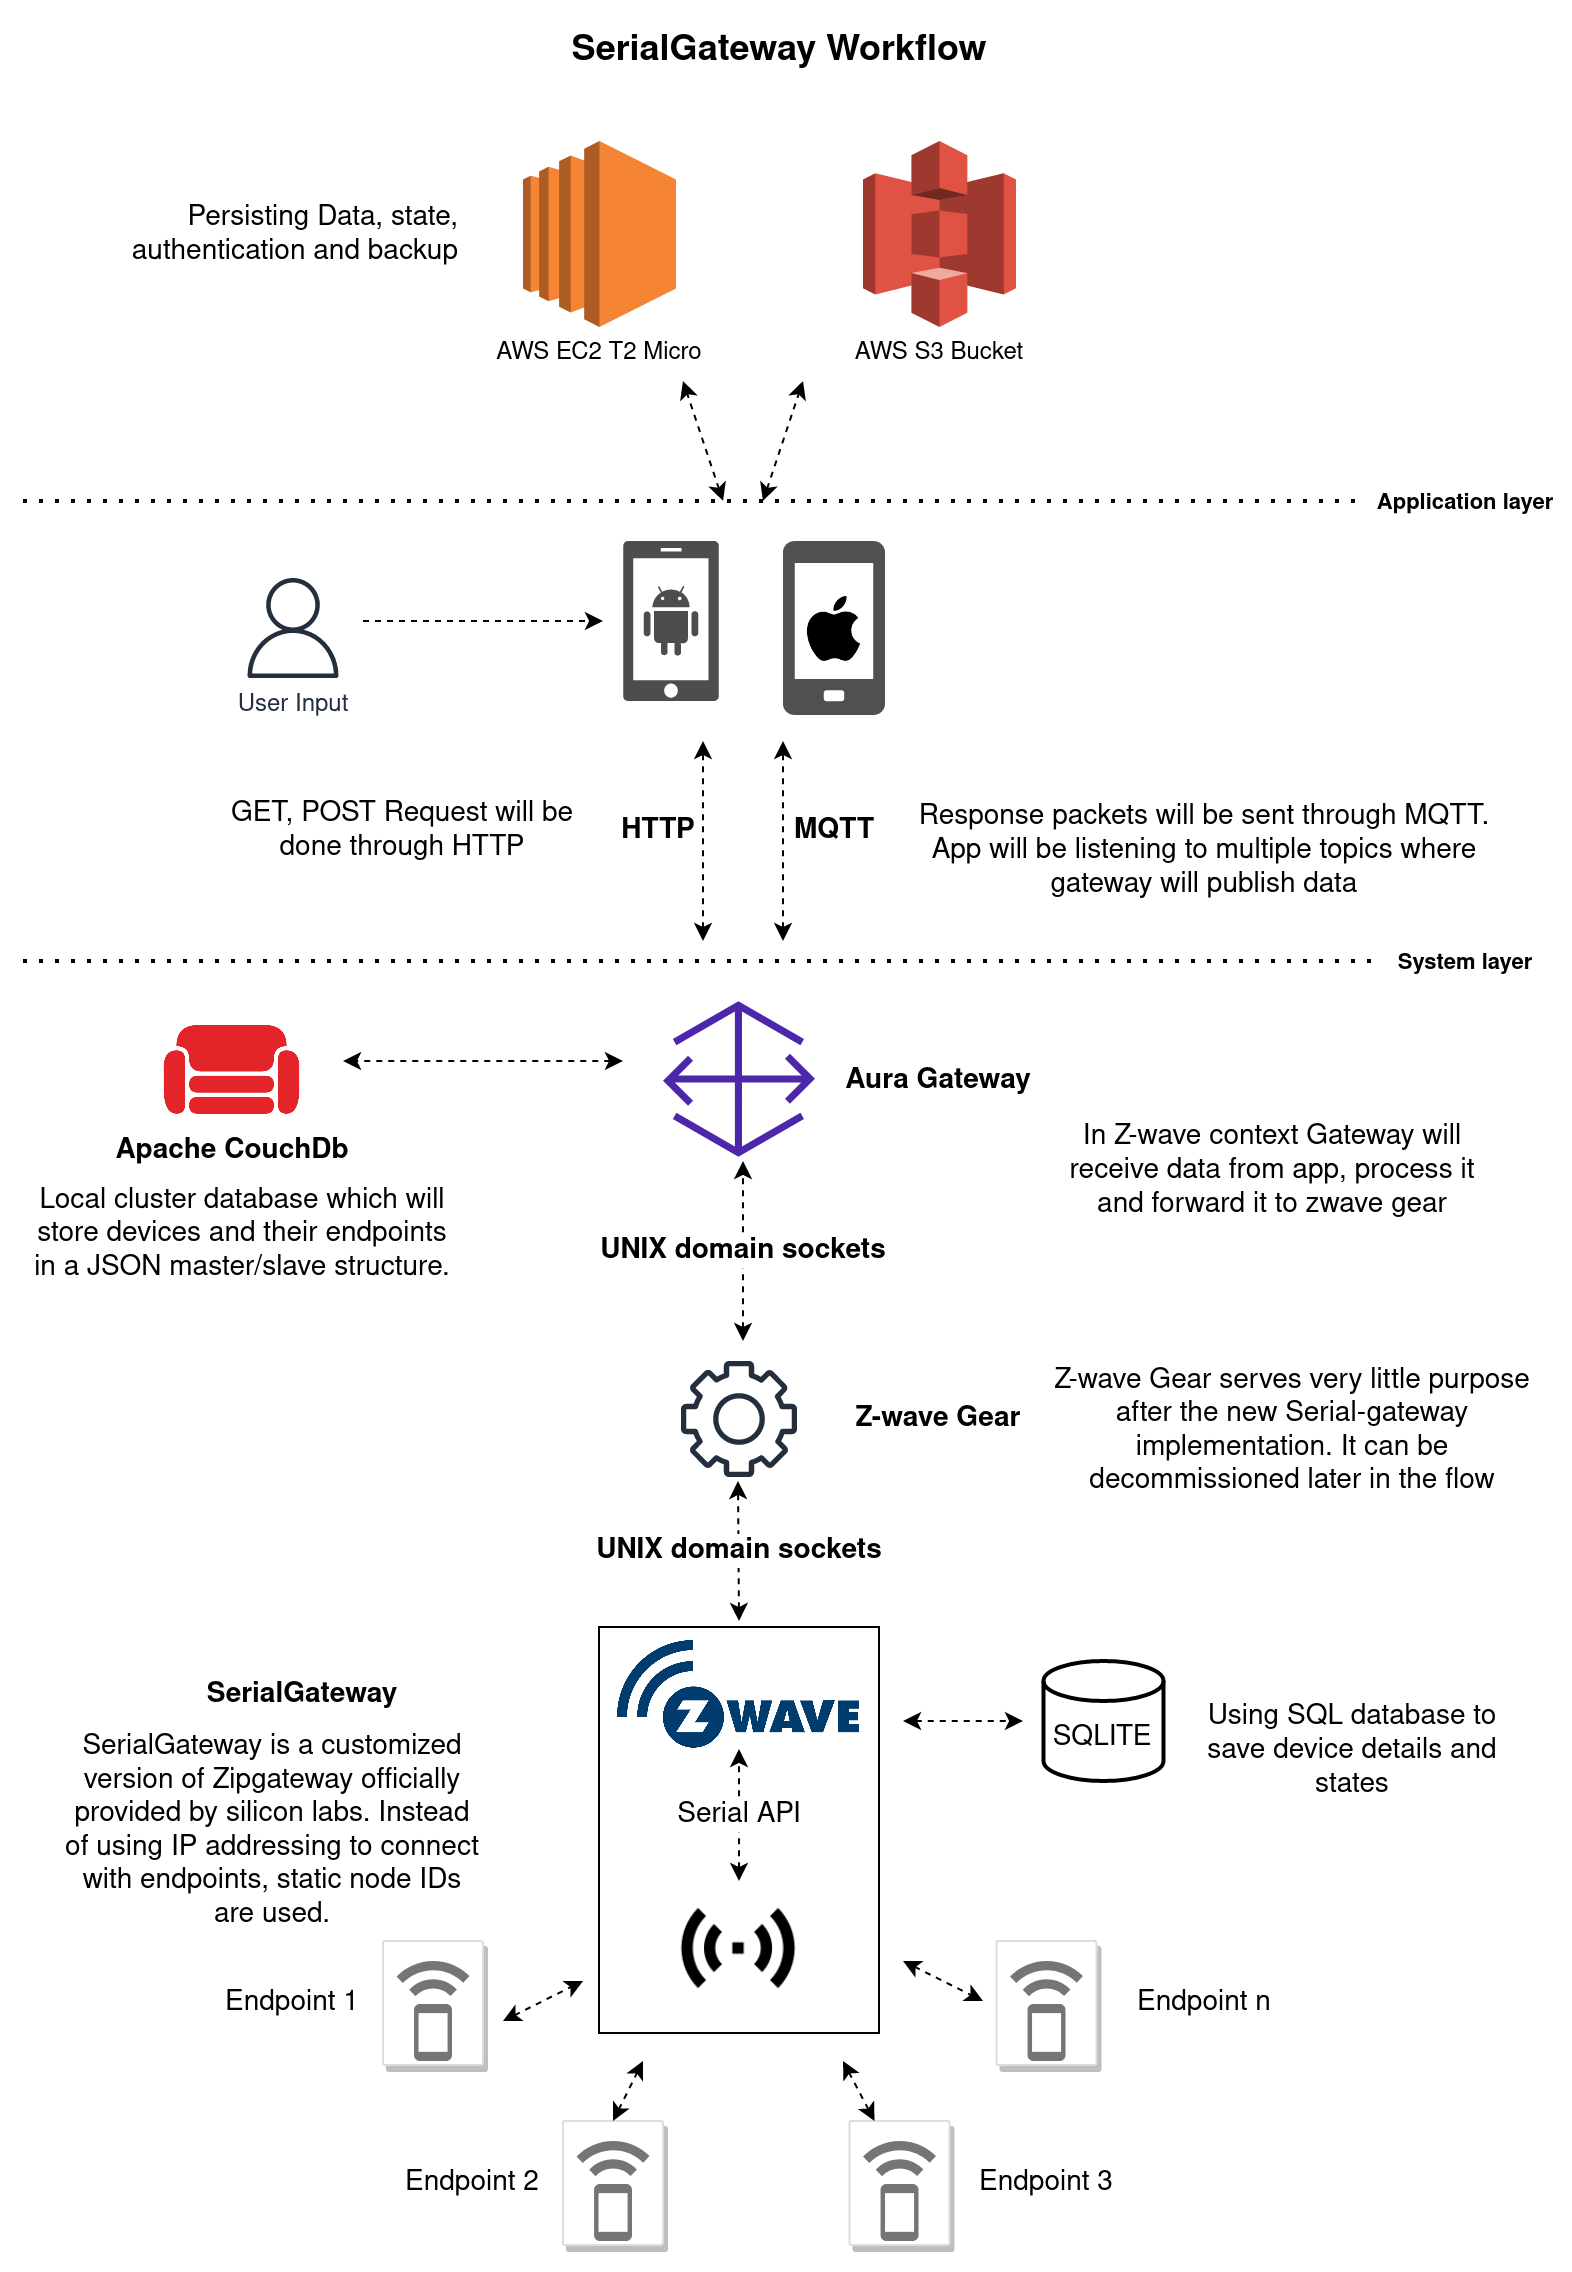 SerialGateway Workflow
Persisting Data, state,
authentication and backup
AWS EC2 T2 Micro
AWS S3 Bucket
Application layer
User Input
GET, POST Request will be
done through HTTP
HTTP
MQTT
Response packets will be sent through MQTT.
App will be listening to multiple topics where
gateway will publish data
System layer
Aura Gateway
Apache CouchDb
Local cluster database which will
store devices and their endpoints
in a JSON master/slave structure.
In Z-wave context Gateway will
receive data from app, process it
and forward it to zwave gear
UNIX domain sockets
Z-wave Gear
Z-wave Gear serves very little purpose
after the new Serial-gateway
implementation. It can be
decommissioned later in the flow
UNIX domain sockets
SerialGateway
SerialGateway is a customized
version of Zipgateway officially
provided by silicon labs. Instead
of using IP addressing to connect
with endpoints, static node IDs
are used.
Z WAVE
Serial API
SQLITE
Using SQL database to
save device details and
states
Endpoint 1
Endpoint n
Endpoint 2
Endpoint 3